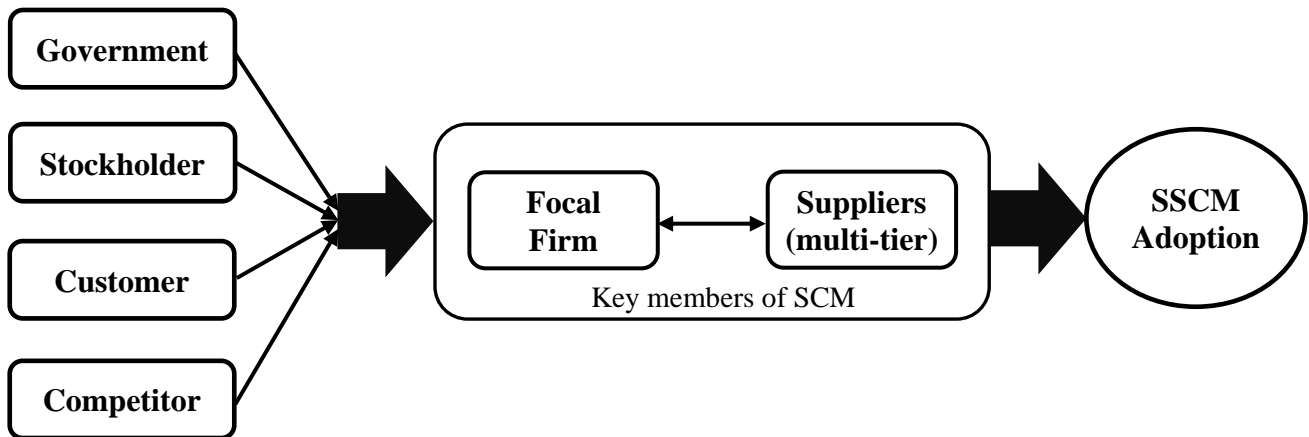 Government
Stockholder
Customer
Competitor
Focal
Firm
Suppliers
(multi-tier)
Key members of SCM
SSCM
Adoption